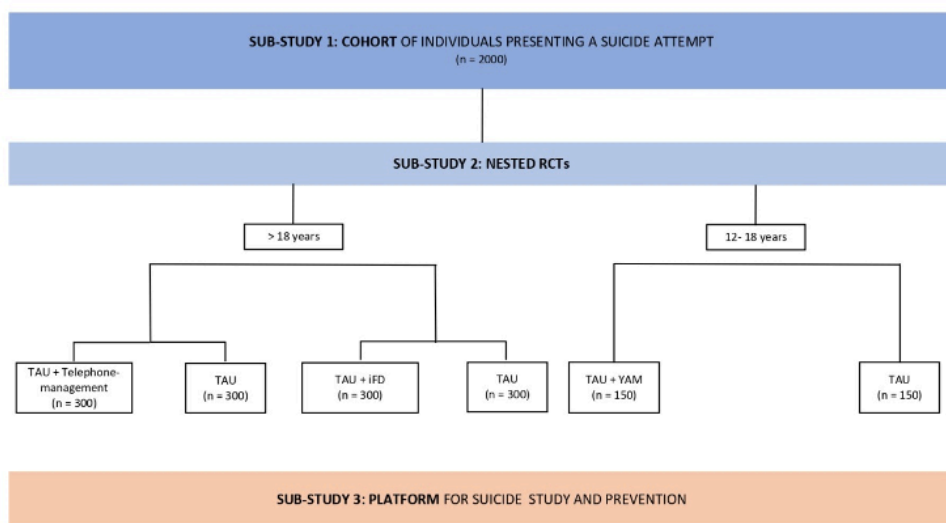 SUB-STUDY 1: COHORT OF INDIVIDUALS PRESENTING A SUICIDE ATTEMPT
(n = 2000)
SUB-STUDY 2: NESTED RCTs
> 18 years
12- 18 years
TAU + Telephone-
management
(n = 300)
TAU
(n = 300)
TAU + iFD
(n = 300)
TAU
(n = 300)
TAU + YAM
(n = 150)
TAU
(n = 150)
SUB-STUDY 3: PLATFORM FOR SUICIDE STUDY AND PREVENTION